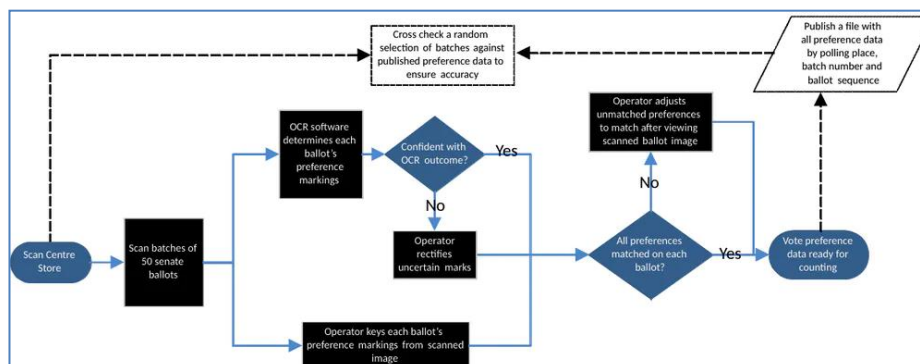 Cross check a random
selection of batches against
published preference data to
ensure accuracy
Publish a file with
all preference data
by polling place,
batch number and
ballot sequence
OCR software
determines each
ballot's
preference
markings
Confident with
OCR outcome?
Yes
Operator adjusts
unmatched preferences
to match after viewing
scanned ballot image
No
No
Scan Centre
Store
Scan batches of
50 senate
ballots
Operator
rectifies
uncertain marks
All preferences
matched on each
ballot?
Yes
Vote preference
data ready for
counting
Operator keys each ballot's
preference markings from scanned
image